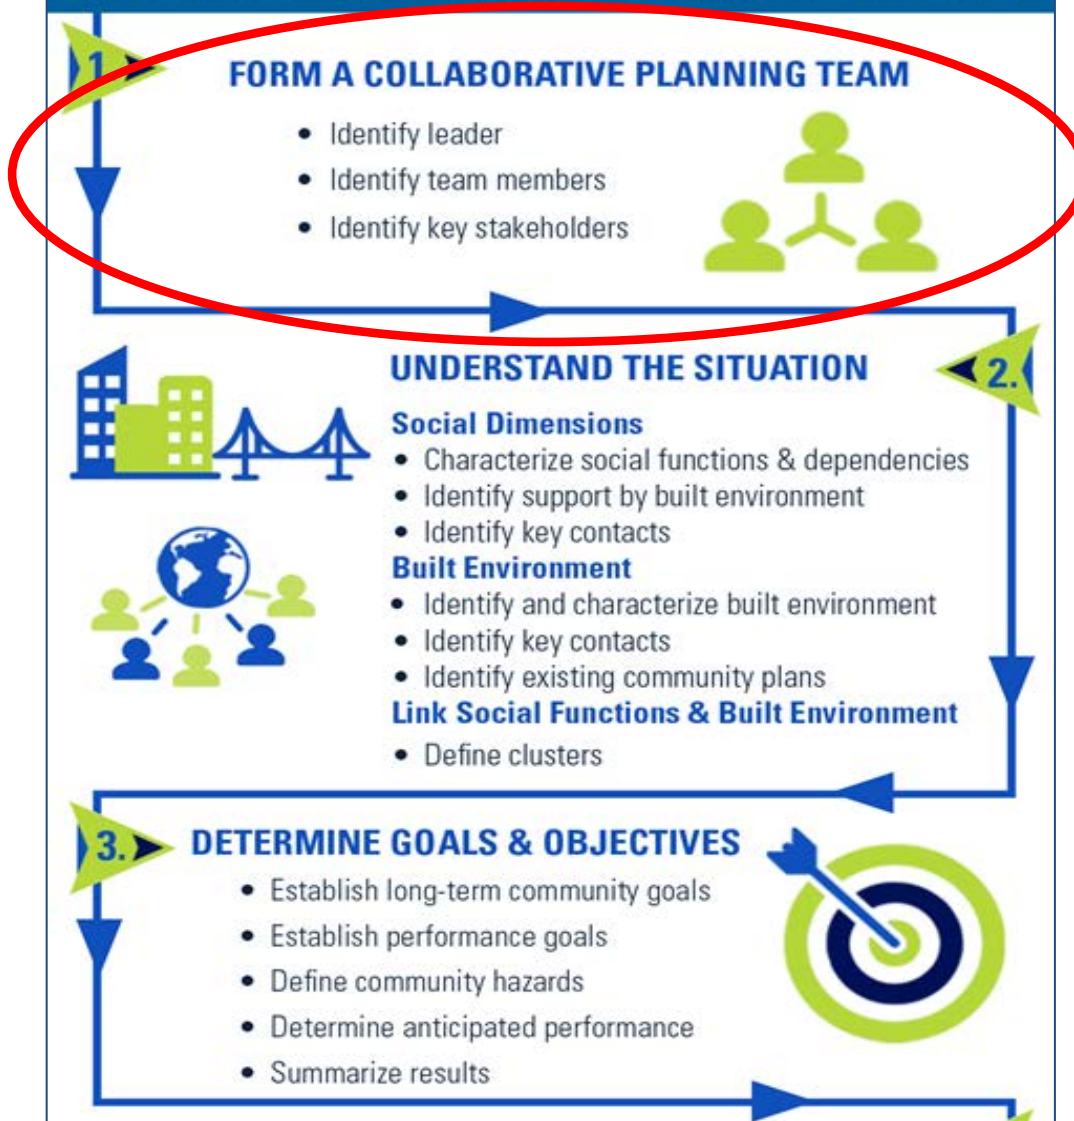 1.
FORM A COLLABORATIVE PLANNING TEAM
• Identify leader
• Identify team members
• Identify key stakeholders
UNDERSTAND THE SITUATION
2.
Social Dimensions
• Characterize social functions & dependencies
• Identify support by built environment
• Identify key contacts
Built Environment
• Identify and characterize built environment
• Identify key contacts
• Identify existing community plans
Link Social Functions & Built Environment
• Define clusters
3.
DETERMINE GOALS & OBJECTIVES
• Establish long-term community goals
• Establish performance goals
• Define community hazards
• Determine anticipated performance
• Summarize results